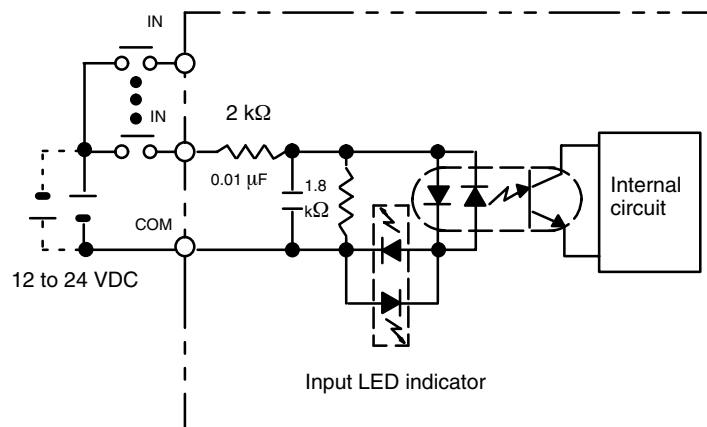 IN
IN
2 kΩ
0.01 µF
1.8
kΩ
Internal
circuit
COM
12 to 24 VDC
Input LED indicator